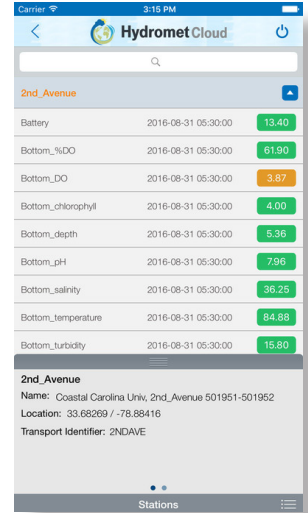 Carrier 3:15 PM
Hydromet Cloud
2nd_Avenue
Battery 2016-08-31 05:30:00 13.40
Bottom_%DO 2016-08-31 05:30:00 61.90
Bottom_DO 2016-08-31 05:30:00 3.87
Bottom_chlorophyll 2016-08-31 05:30:00 4.00
Bottom_depth 2016-08-31 05:30:00 5.36
Bottom_pH 2016-08-31 05:30:00 7.96
Bottom_salinity 2016-08-31 05:30:00 36.25
Bottom_temperature 2016-08-31 05:30:00 84.88
Bottom_turbidity 2016-08-31 05:30:00 15.80
2nd_Avenue
Name: Coastal Carolina Univ, 2nd_Avenue 501951-501952
Location: 33.68269 / -78.88416
Transport Identifier: 2NDAVE
Stations